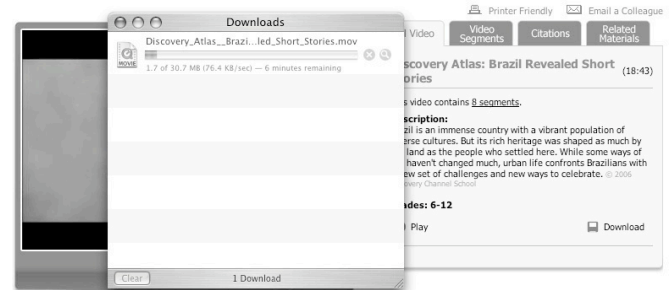 Printer Friendly Email a Colleague
Downloads
Discovery_Atlas__Brazi...led_Short_Stories.mov
MOVIE
1.7 of 30.7 MB (76.4 KB/sec) — 6 minutes remaining
Clear
1 Download
Video
Video Segments
Citations
Related Materials
scovery Atlas: Brazil Revealed Short
ories
(18:43)
s video contains 8 segments.
scription:
zil is an immense country with a vibrant population of
erse cultures. But its rich heritage was shaped as much by
land as the people who settled here. While some ways of
haven't changed much, urban life confronts Brazilians with
ew set of challenges and new ways to celebrate. © 2006
overy Channel School
ades: 6-12
Play
Download